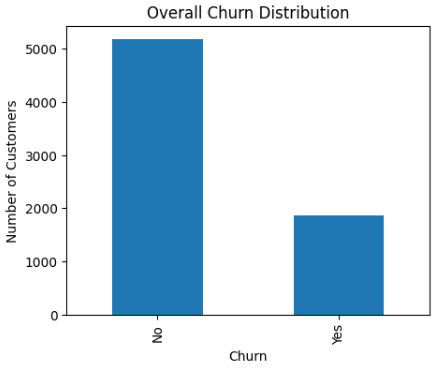 Overall Churn Distribution
Number of Customers
5000
4000
3000
2000
1000
0
No
Yes
Churn